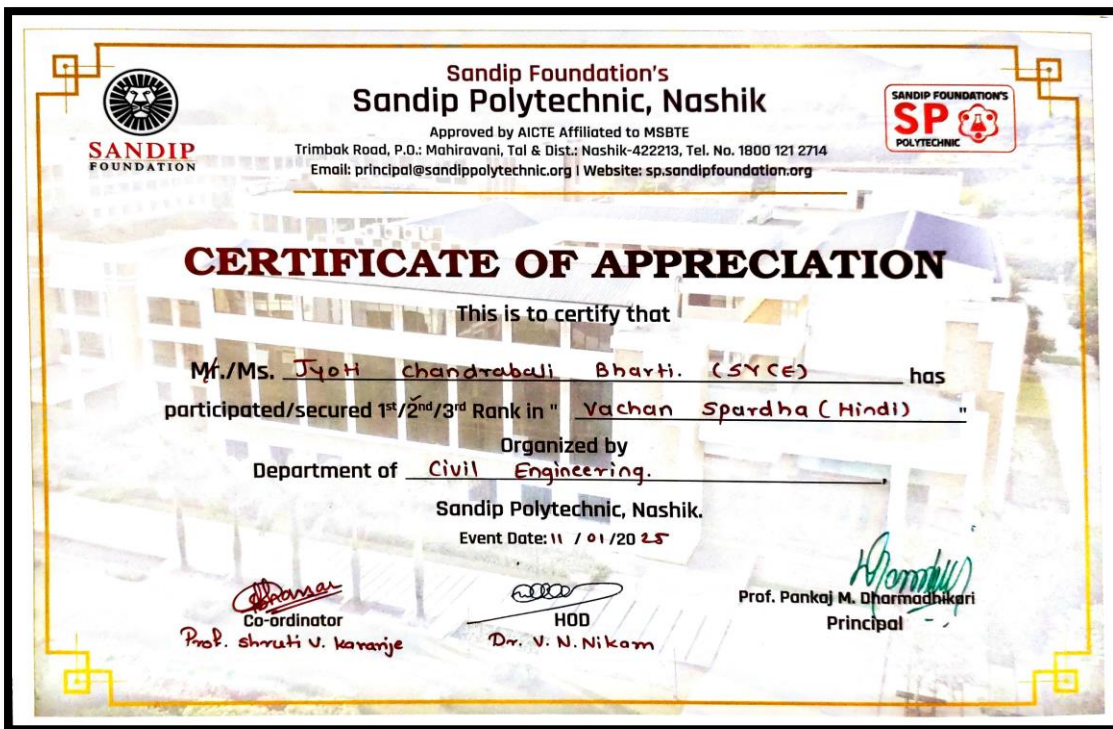 SANDIP
FOUNDATION
Sandip Foundation's
Sandip Polytechnic, Nashik
Approved by AICTE Affiliated to MSBTE
Trimbak Road, P.O.: Mahiravani, Tal & Dist.: Nashik-422213, Tel. No. 1800 121 2714
Email: principal@sandippolytechnic.org | Website: sp.sandipfoundation.org
SANDIP FOUNDATION'S
SP
POLYTECHNIC
CERTIFICATE OF APPRECIATION
This is to certify that
Mr./Ms. Jyoti Chandrabali Bharti. (SYCE) has
participated/secured 1st/2nd/3rd Rank in " Vachan Spardha (Hindi) "
Organized by
Department of Civil Engineering.,
Sandip Polytechnic, Nashik.
Event Date: 11 / 01 /20 25
Co-ordinator
Prof. Shruti V. Karanje
HOD
Dr. V. N. Nikam
Prof. Pankaj M. Dharmadhikari
Principal